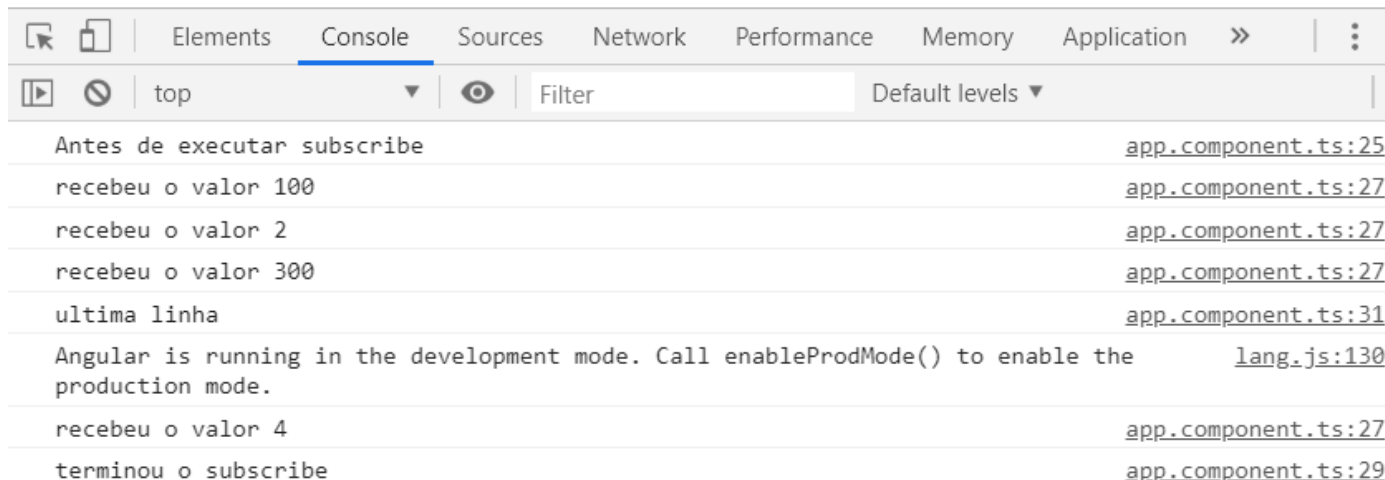 Elements Console Sources Network Performance Memory Application »
top Filter Default levels
Antes de executar subscribe app.component.ts:25
recebeu o valor 100 app.component.ts:27
recebeu o valor 2 app.component.ts:27
recebeu o valor 300 app.component.ts:27
ultima linha app.component.ts:31
Angular is running in the development mode. Call enableProdMode() to enable the lang.js:130
production mode.
recebeu o valor 4 app.component.ts:27
terminou o subscribe app.component.ts:29